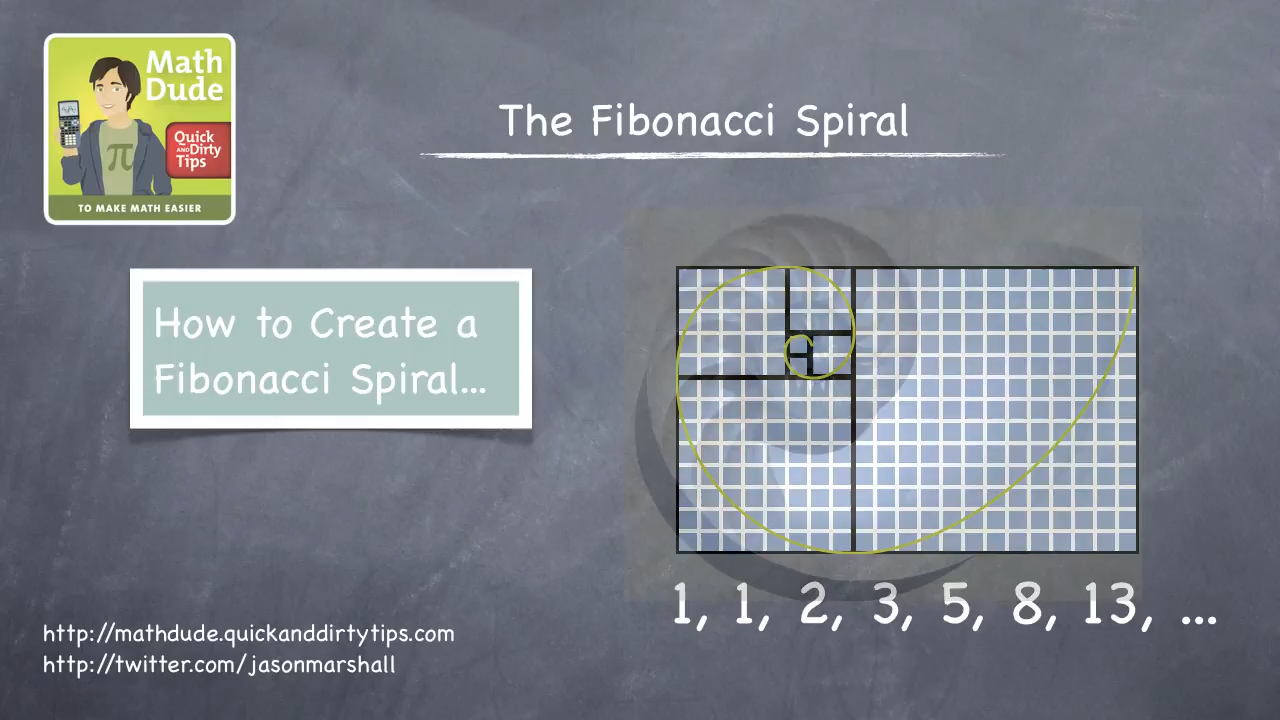 Math
Dude
Quick
AND Dirty
Tips
π
TO MAKE MATH EASIER
The Fibonacci Spiral
How to Create a
Fibonacci Spiral...
1, 1, 2, 3, 5, 8, 13, ...
http://mathdude.quickanddirtytips.com
http://twitter.com/jasonmarshall